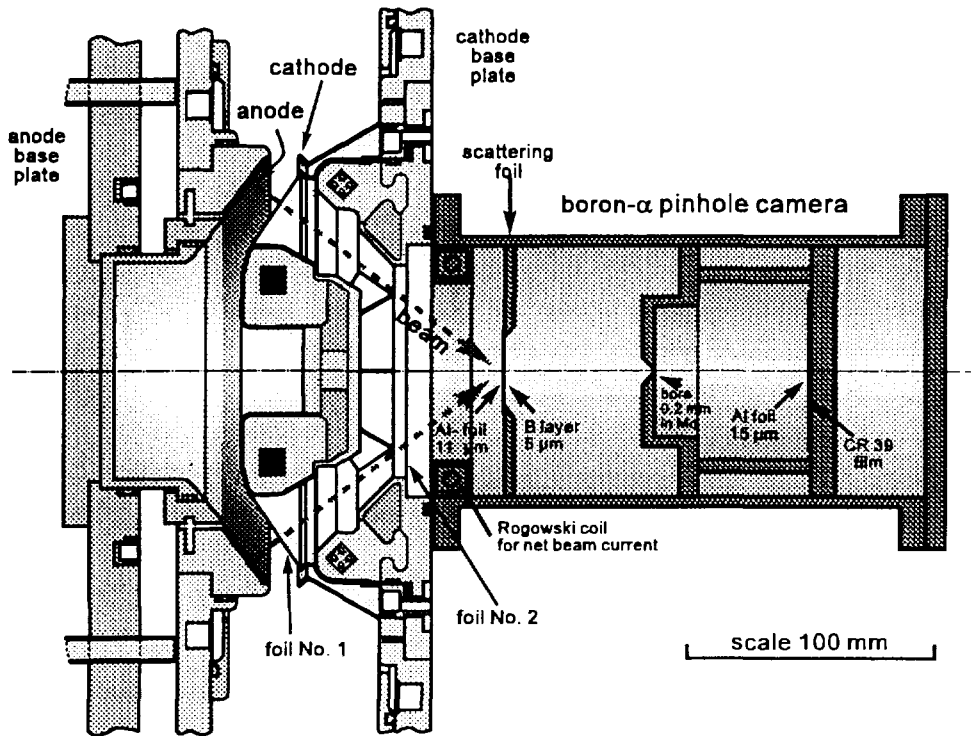 cathode
base
plate
cathode
anode
anode
base
plate
scattering
foil
boron-α pinhole camera
beam
Al- foil
11 µm
B layer
5 µm
bore
0,2 mm
in Mo
Al foil
15 µm
CR 39
film
Rogowski coil
for net beam current
foil No. 2
foil No. 1
scale 100 mm